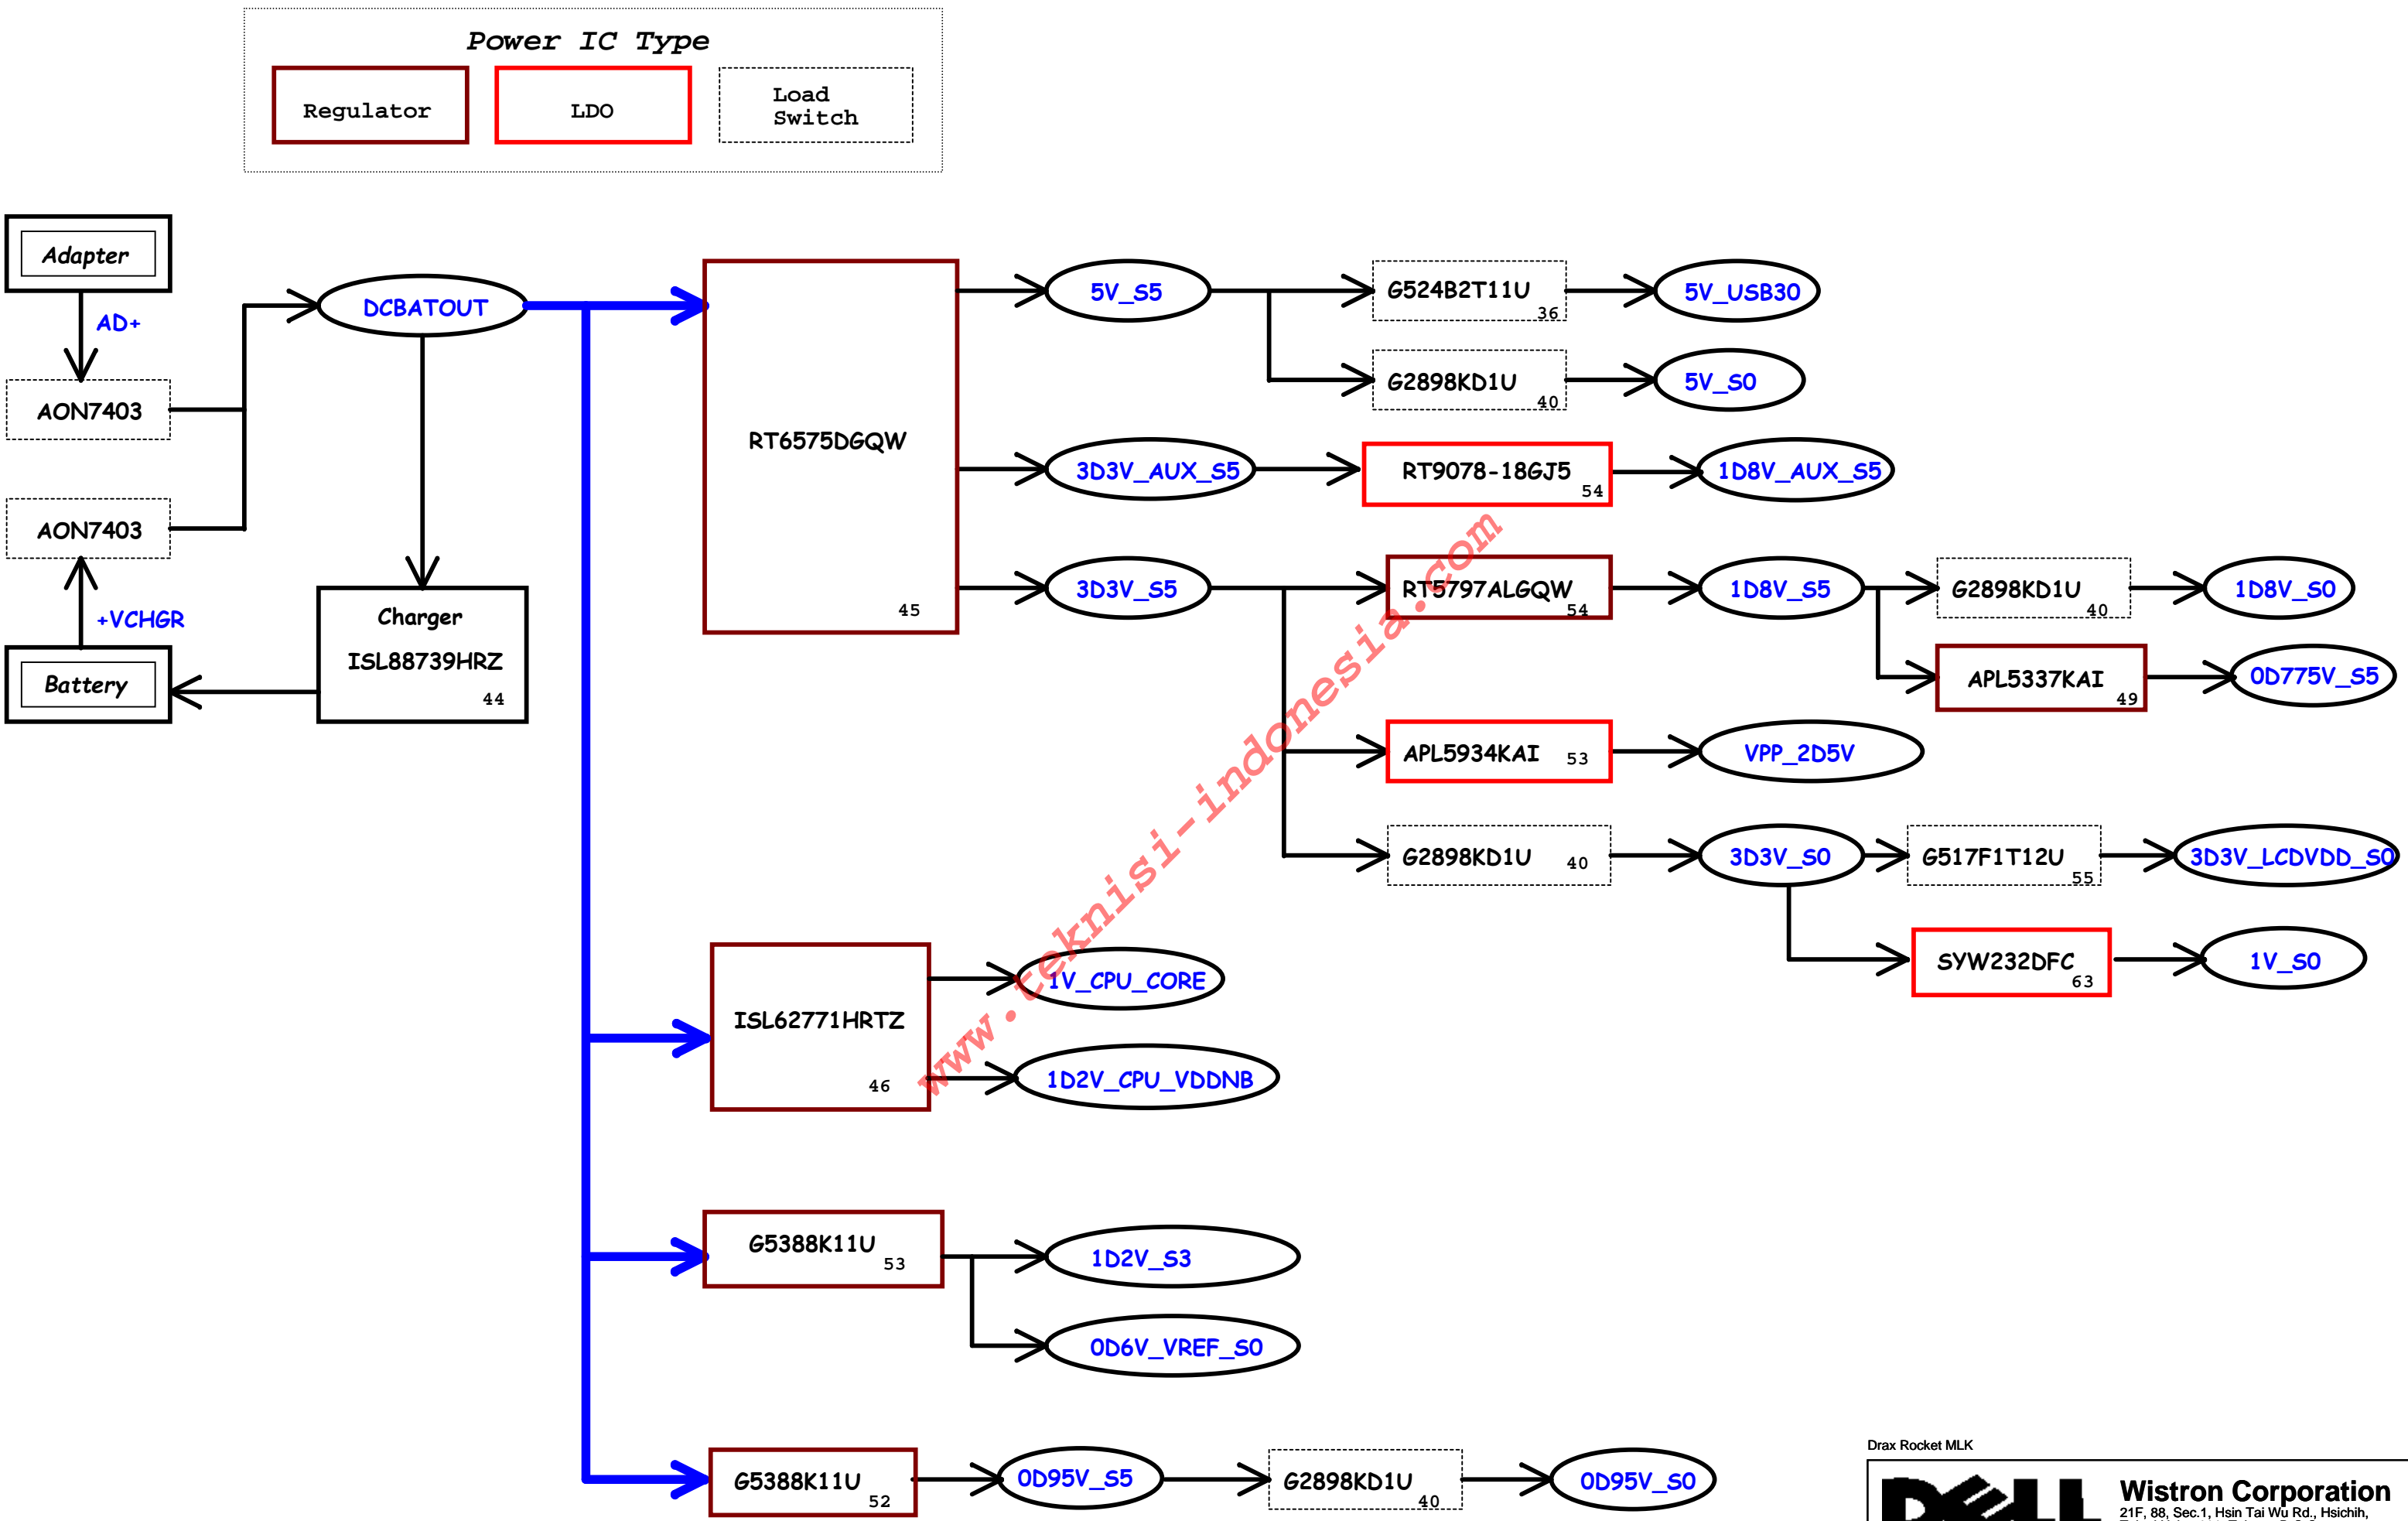 Power IC Type
Regulator
LDO
Load
Switch
Adapter
AD+
AON7403
AON7403
+VCHGR
Battery
DCBATOUT
Charger
ISL88739HRZ
44
RT6575DGQW
45
5V_S5
G524B2T11U
36
5V_USB30
G2898KD1U
40
5V_S0
3D3V_AUX_S5
RT9078-18GJ5
54
1D8V_AUX_S5
3D3V_S5
RT5797ALGQW
54
1D8V_S5
G2898KD1U
40
1D8V_S0
APL5337KAI
49
0D775V_S5
APL5934KAI 53
VPP_2D5V
G2898KD1U 40
3D3V_S0
G517F1T12U
55
3D3V_LCDVDD_S0
SYW232DFC
63
1V_S0
ISL62771HRTZ
46
1V_CPU_CORE
1D2V_CPU_VDDNB
G5388K11U
53
1D2V_S3
0D6V_VREF_S0
G5388K11U
52
0D95V_S5
G2898KD1U
40
0D95V_S0
www.teknisi-indonesia.com
Drax Rocket MLK
DELL
Wistron Corporation
21F, 88, Sec.1, Hsin Tai Wu Rd., Hsichih,